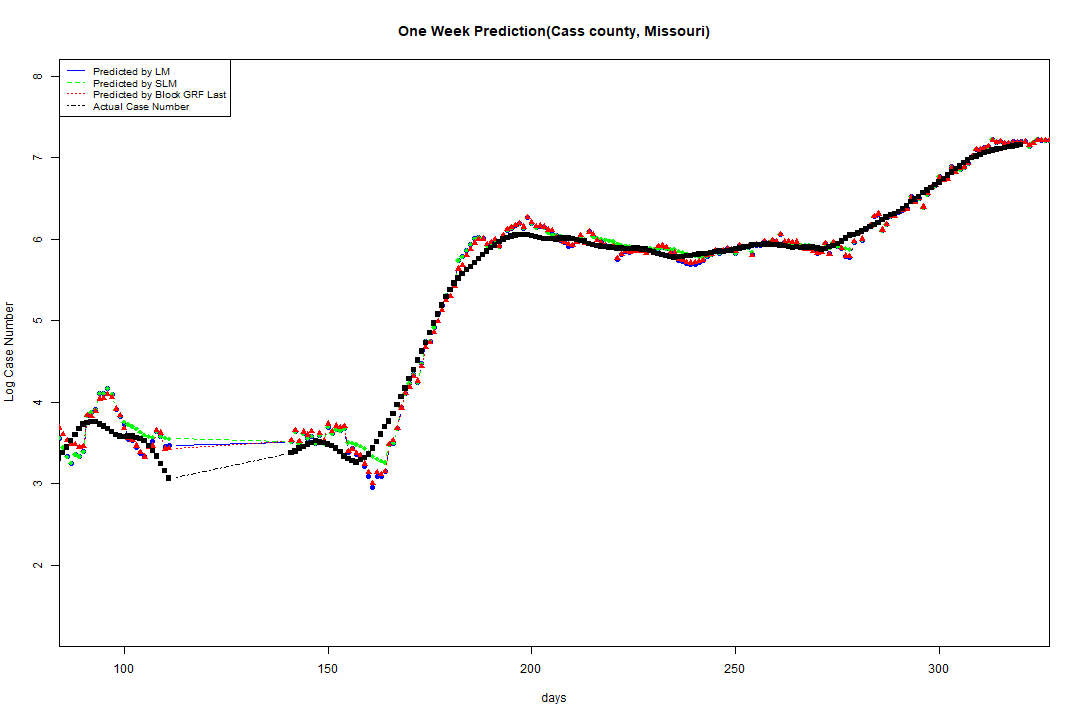 One Week Prediction(Cass county, Missouri)
Predicted by LM
Predicted by SLM
Predicted by Block GRF Last
Actual Case Number
8
7
6
5
4
3
2
Log Case Number
100 150 200 250 300
days